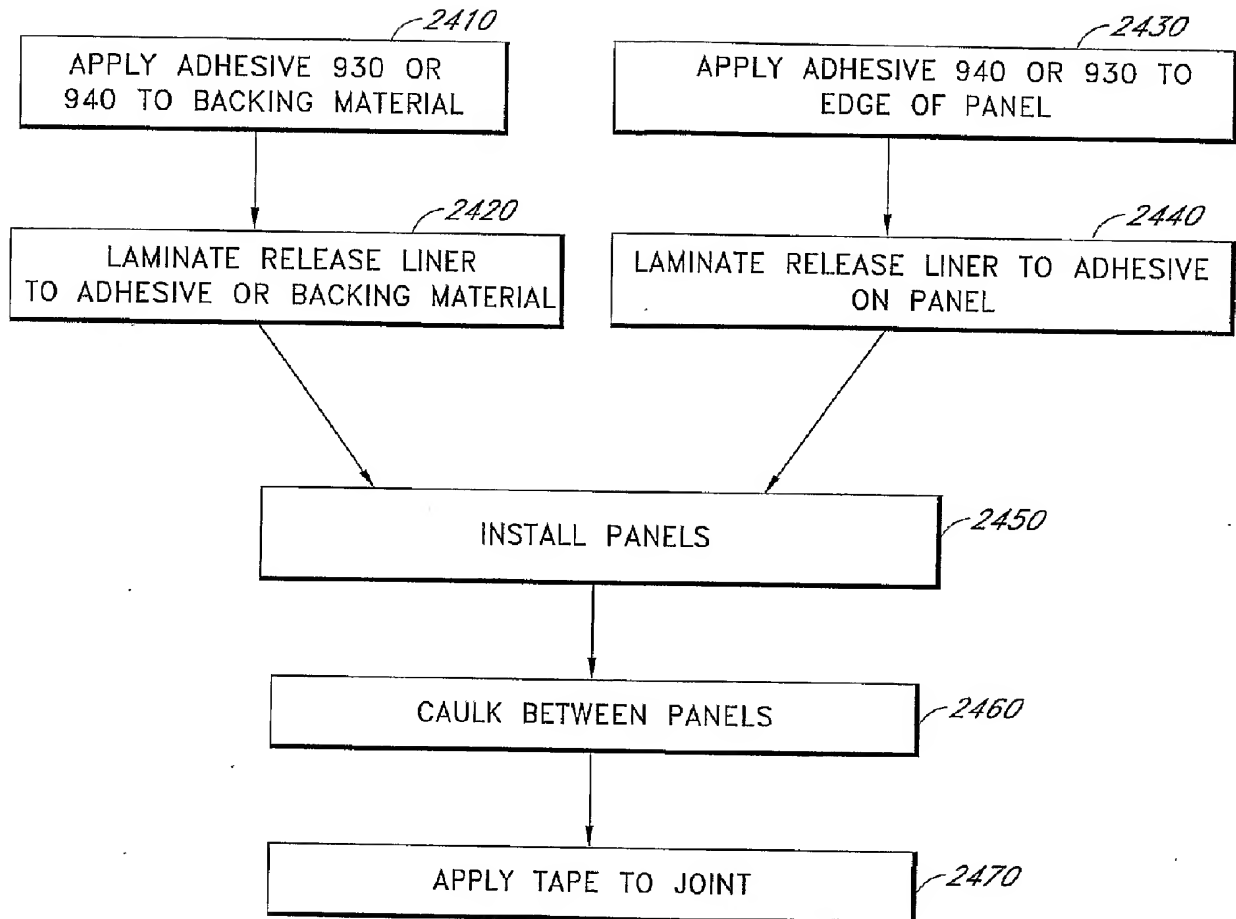 2410
APPLY ADHESIVE 930 OR
940 TO BACKING MATERIAL
2430
APPLY ADHESIVE 940 OR 930 TO
EDGE OF PANEL
2420
LAMINATE RELEASE LINER
TO ADHESIVE OR BACKING MATERIAL
2440
LAMINATE RELEASE LINER TO ADHESIVE
ON PANEL
INSTALL PANELS
2450
CAULK BETWEEN PANELS
2460
APPLY TAPE TO JOINT
2470